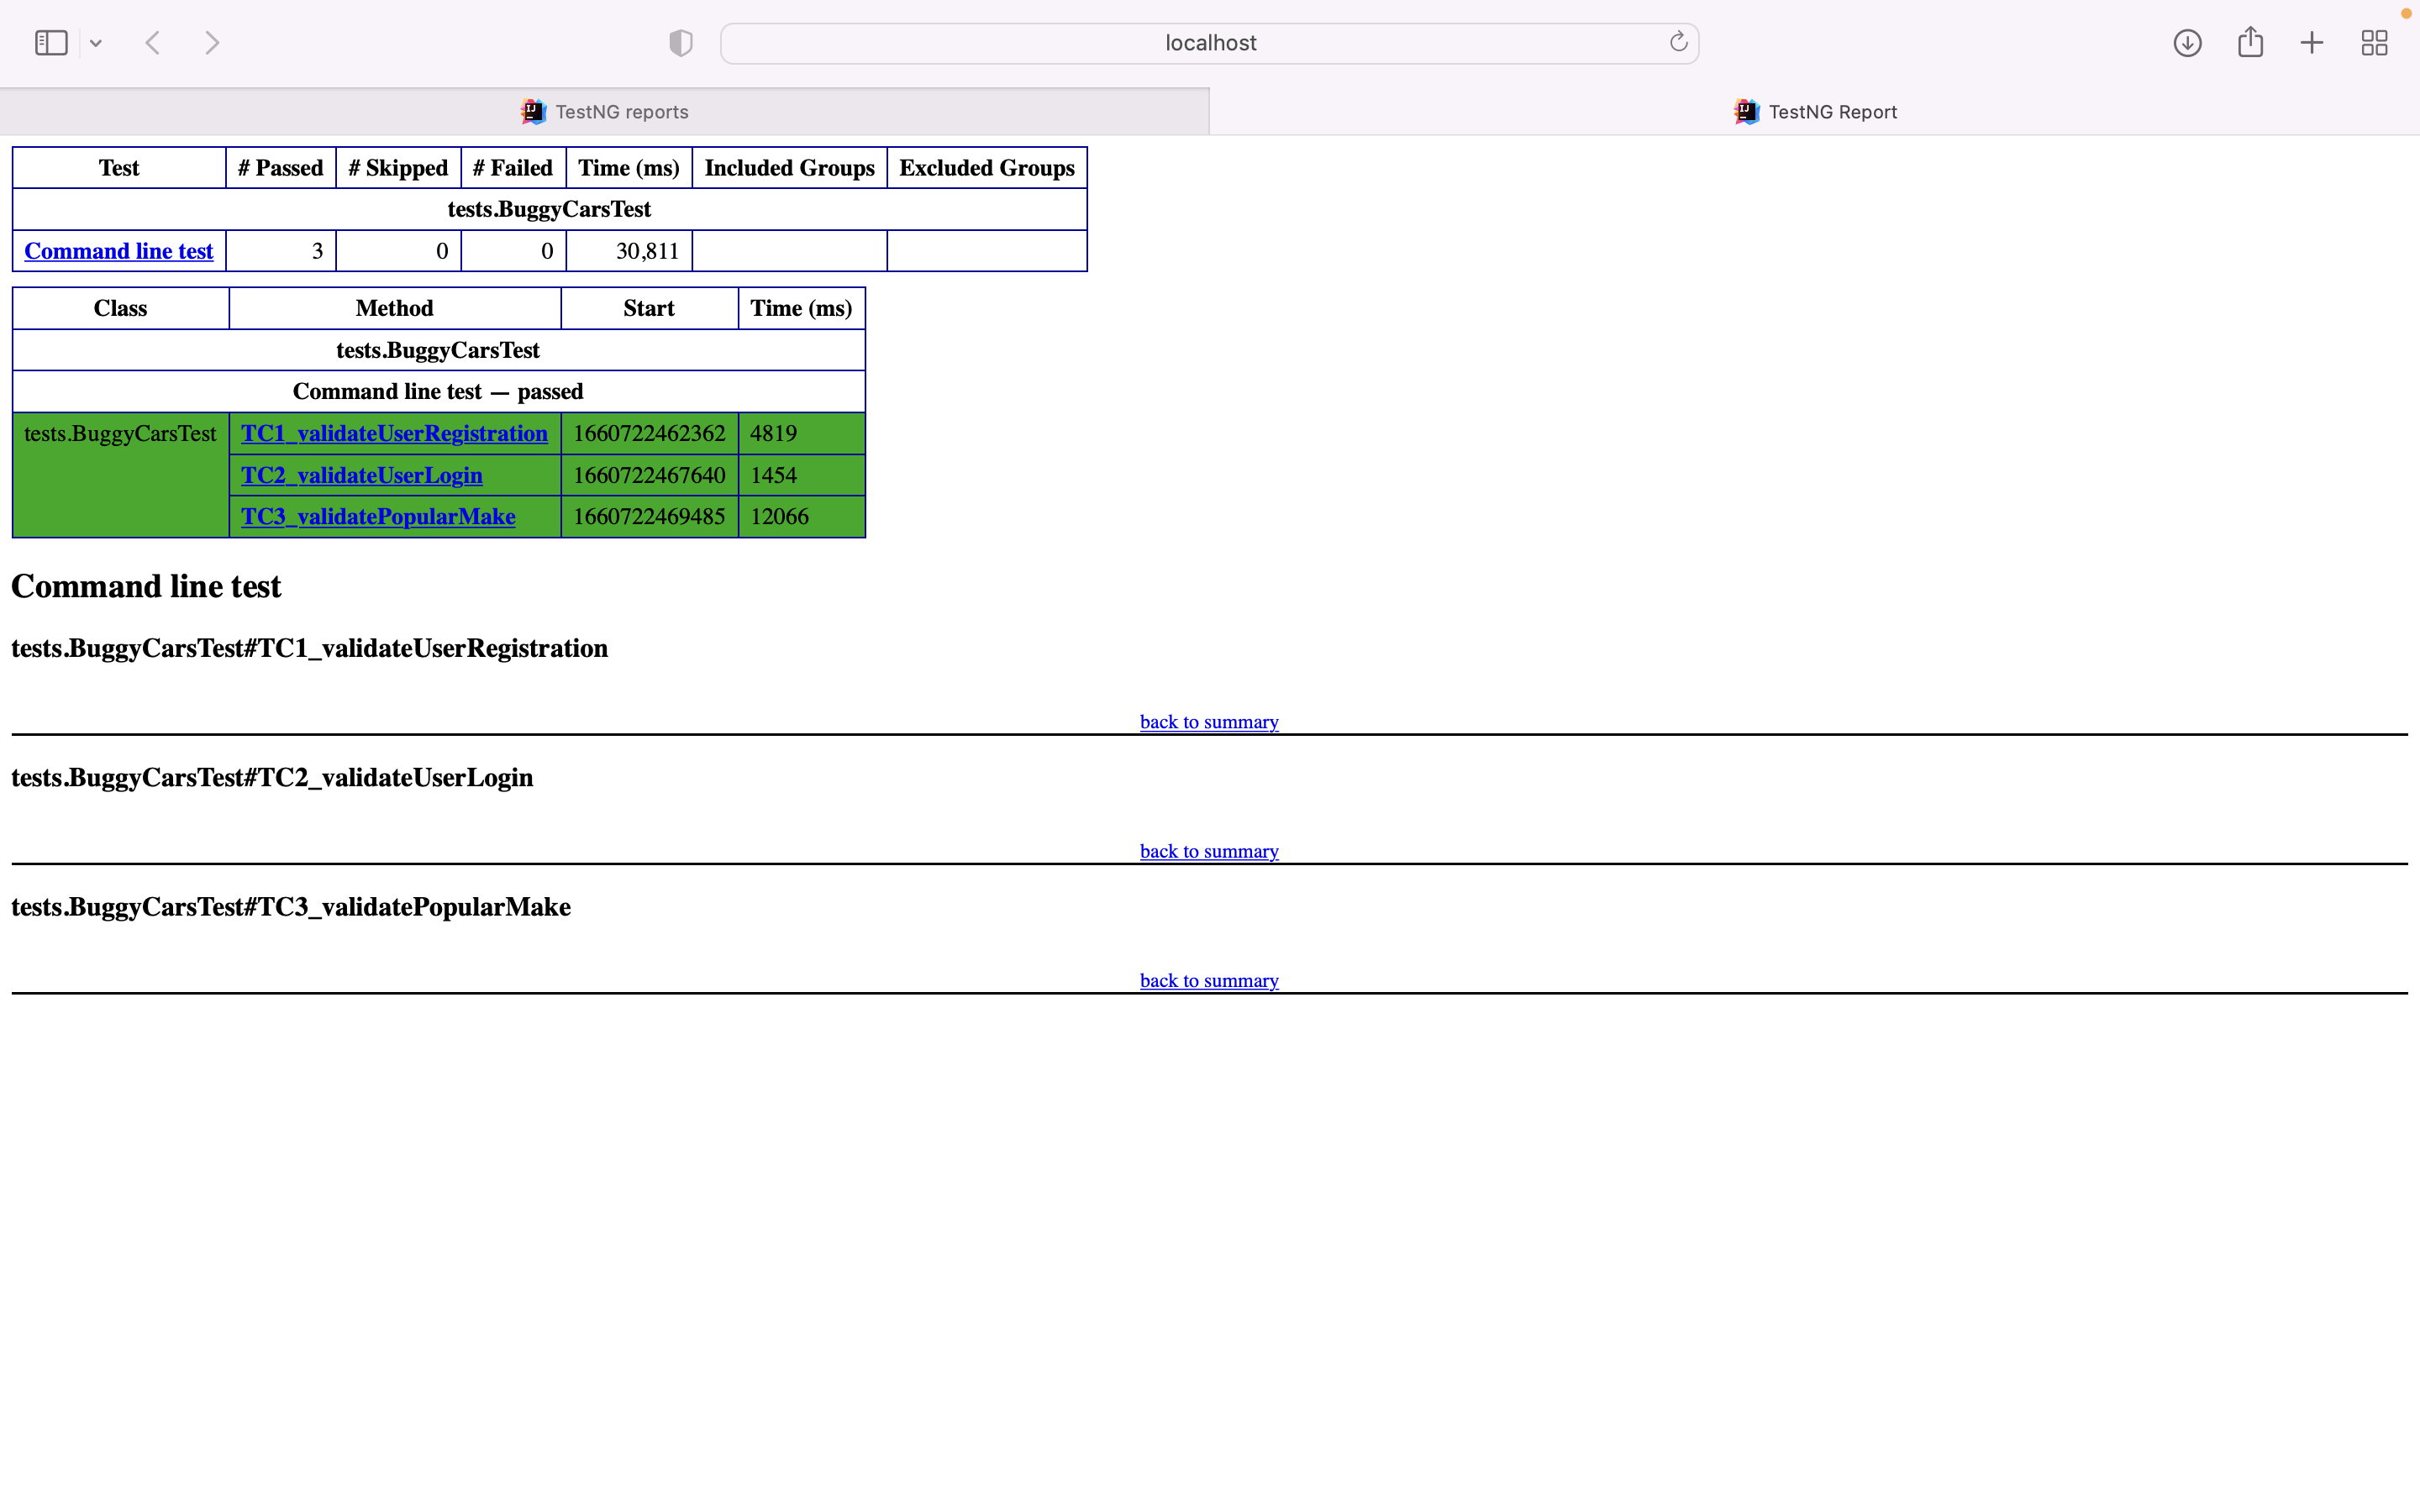 localhost
TestNG reports
TestNG Report
Test # Passed # Skipped # Failed Time (ms) Included Groups Excluded Groups
tests.BuggyCarsTest
Command line test 3 0 0 30,811
Class Method Start Time (ms)
tests.BuggyCarsTest
Command line test — passed
tests.BuggyCarsTest TC1_validateUserRegistration 1660722462362 4819
TC2_validateUserLogin 1660722467640 1454
TC3_validatePopularMake 1660722469485 12066
Command line test
tests.BuggyCarsTest#TC1_validateUserRegistration
back to summary
tests.BuggyCarsTest#TC2_validateUserLogin
back to summary
tests.BuggyCarsTest#TC3_validatePopularMake
back to summary